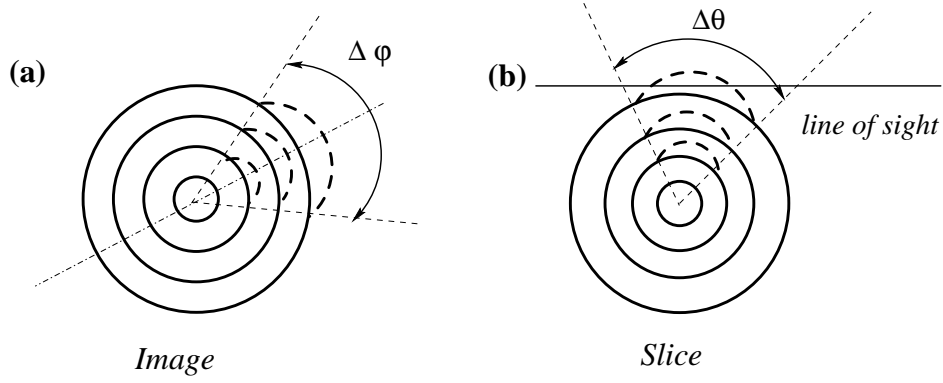 (a)
Δ φ
Image
(b)
Δθ
line of sight
Slice